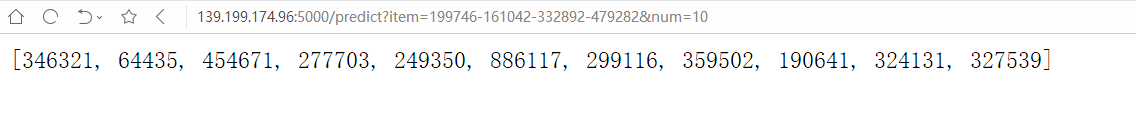 139.199.174.96:5000/predict?item=199746-161042-332892-479282&num=10
[346321, 64435, 454671, 277703, 249350, 886117, 299116, 359502, 190641, 324131, 327539]